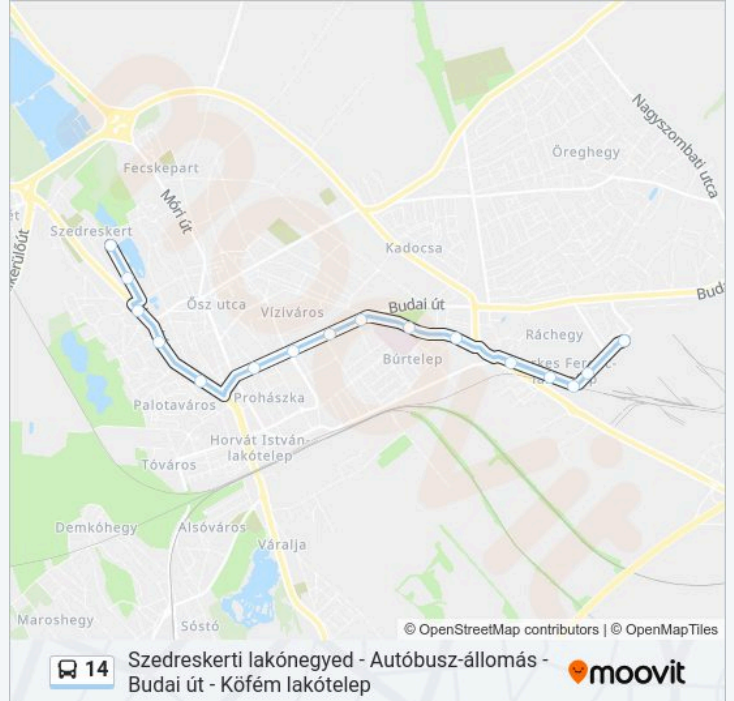 Nagyszombati utca
Öreghegy
Fecskepart
Móri út
Szedreskert
Kadocsa
kerülőút
Budai út
Ősz utca
Víziváros
Ráchegy
Búrtelep
Palotaváros
Prohászka
Horvát István-
lakótelep
Tóváros
Demkóhegy
Alsóváros
Váralja
Maroshegy
Sóstó
© OpenStreetMap contributors | © OpenMapTiles
14
Szedreskerti lakónegyed - Autóbusz-állomás -
Budai út - Köfém lakótelep
moovit